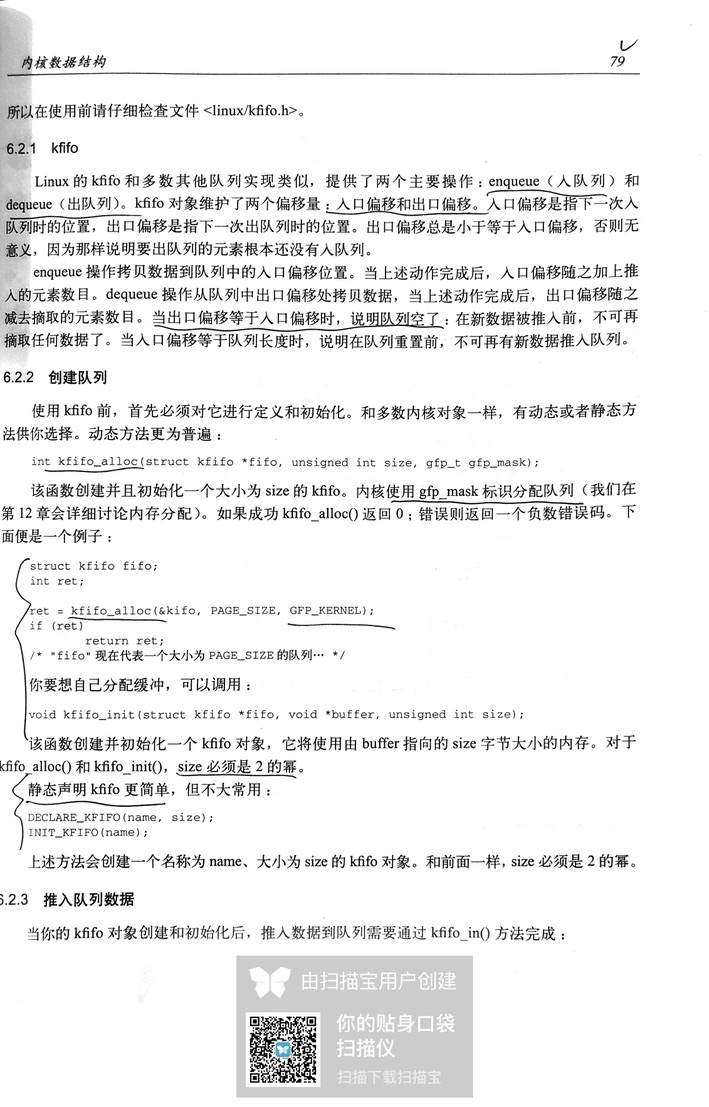 内核数据结构 79
所以在使用前请仔细检查文件 <linux/kfifo.h>。
6.2.1 kfifo
Linux 的 kfifo 和多数其他队列实现类似，提供了两个主要操作：enqueue（入队列）和
dequeue（出队列）。kfifo 对象维护了两个偏移量：入口偏移和出口偏移。入口偏移是指下一次入
队列时的位置，出口偏移是指下一次出队列时的位置。出口偏移总是小于等于入口偏移，否则无
意义，因为那样说明要出队列的元素根本还没有入队列。
enqueue 操作拷贝数据到队列中的入口偏移位置。当上述动作完成后，入口偏移随之加上推
入的元素数目。dequeue 操作从队列中出口偏移处拷贝数据，当上述动作完成后，出口偏移随之
减去摘取的元素数目。当出口偏移等于入口偏移时，说明队列空了：在新数据被推入前，不可再
摘取任何数据了。当入口偏移等于队列长度时，说明在队列重置前，不可再有新数据推入队列。
6.2.2 创建队列
使用 kfifo 前，首先必须对它进行定义和初始化。和多数内核对象一样，有动态或者静态方
法供你选择。动态方法更为普遍：
int kfifo_alloc(struct kfifo *fifo, unsigned int size, gfp_t gfp_mask);
该函数创建并且初始化一个大小为 size 的 kfifo。内核使用 gfp_mask 标识分配队列（我们在
第 12 章会详细讨论内存分配）。如果成功 kfifo_alloc() 返回 0；错误则返回一个负数错误码。下
面便是一个例子：
struct kfifo fifo;
int ret;
ret = kfifo_alloc(&kifo, PAGE_SIZE, GFP_KERNEL);
if (ret)
return ret;
/* "fifo" 现在代表一个大小为 PAGE_SIZE 的队列… */
你要想自己分配缓冲，可以调用：
void kfifo_init(struct kfifo *fifo, void *buffer, unsigned int size);
该函数创建并初始化一个 kfifo 对象，它将使用由 buffer 指向的 size 字节大小的内存。对于
kfifo_alloc() 和 kfifo_init()，size 必须是 2 的幂。
静态声明 kfifo 更简单，但不大常用：
DECLARE_KFIFO(name, size);
INIT_KFIFO(name);
上述方法会创建一个名称为 name、大小为 size 的 kfifo 对象。和前面一样，size 必须是 2 的幂。
6.2.3 推入队列数据
当你的 kfifo 对象创建和初始化后，推入数据到队列需要通过 kfifo_in() 方法完成：
由扫描宝用户创建
你的贴身口袋
扫描仪
扫描下载扫描宝